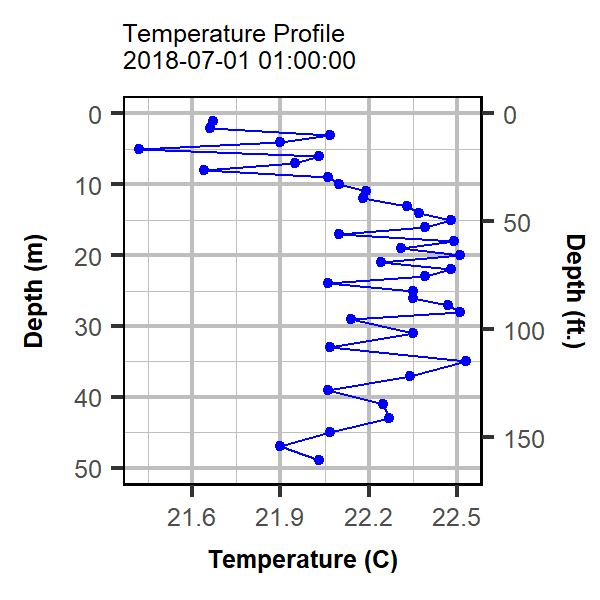 Temperature Profile
2018-07-01 01:00:00
0
10
20
30
40
50
Depth (m)
0
50
100
150
Depth (ft.)
21.6 21.9 22.2 22.5
Temperature (C)